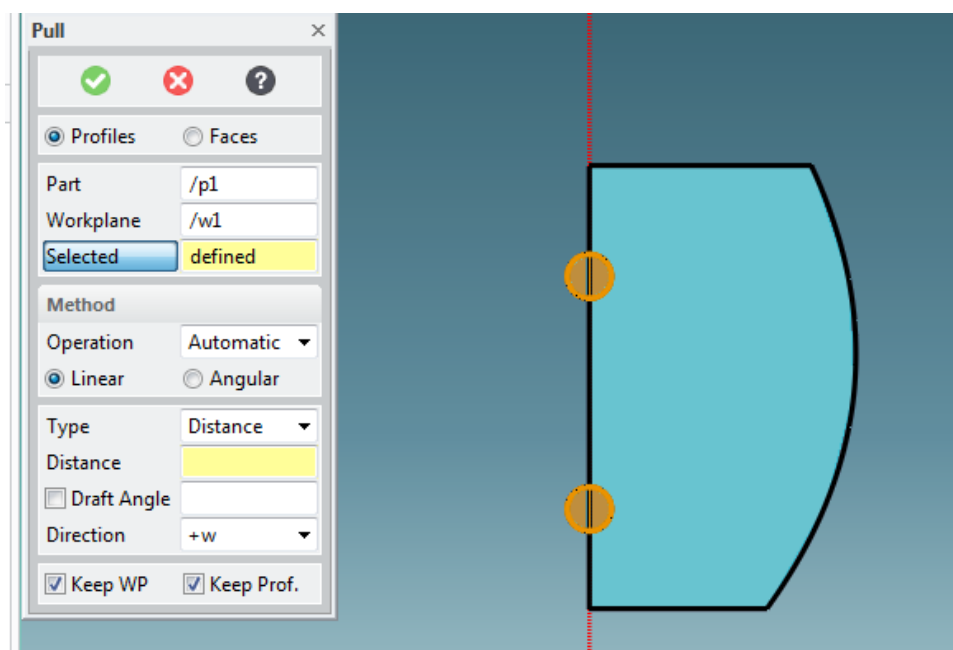 Pull
Profiles Faces
Part /p1
Workplane /w1
Selected defined
Method
Operation Automatic
Linear Angular
Type Distance
Distance
Draft Angle
Direction +w
Keep WP Keep Prof.